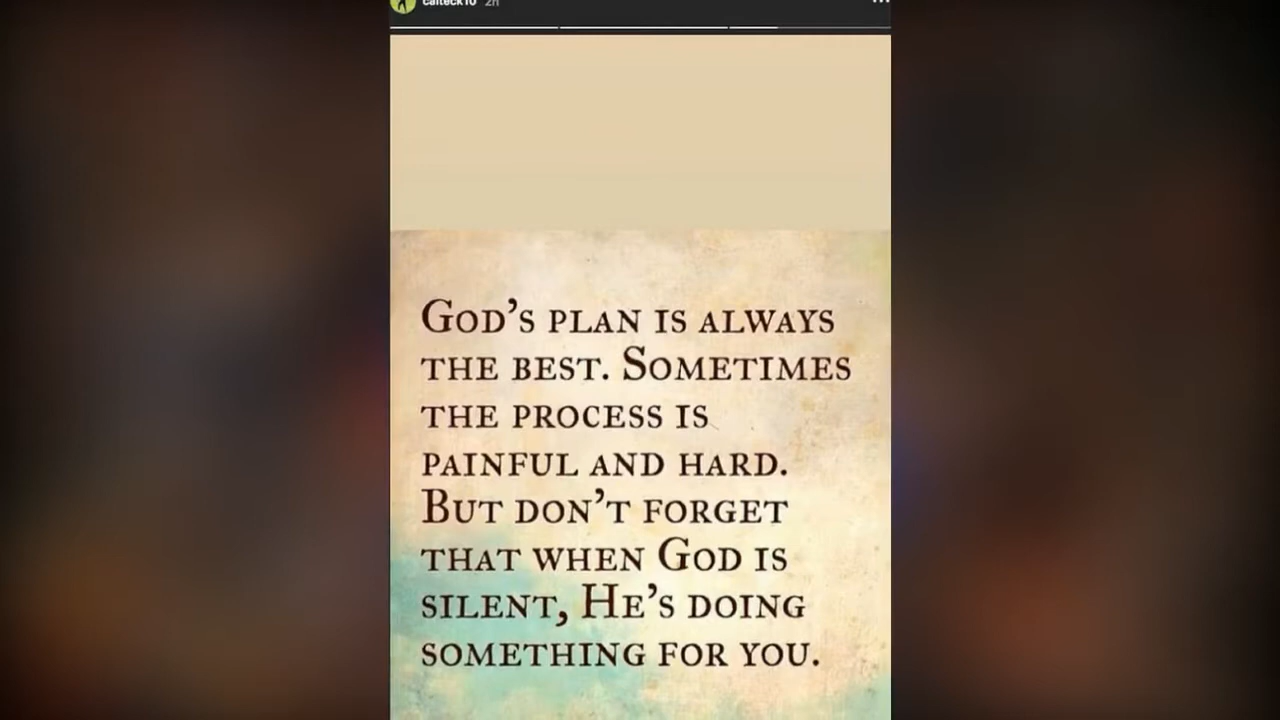 2h
GOD'S PLAN IS ALWAYS
THE BEST. SOMETIMES
THE PROCESS IS
PAINFUL AND HARD.
BUT DON'T FORGET
THAT WHEN GOD IS
SILENT, HE'S DOING
SOMETHING FOR YOU.